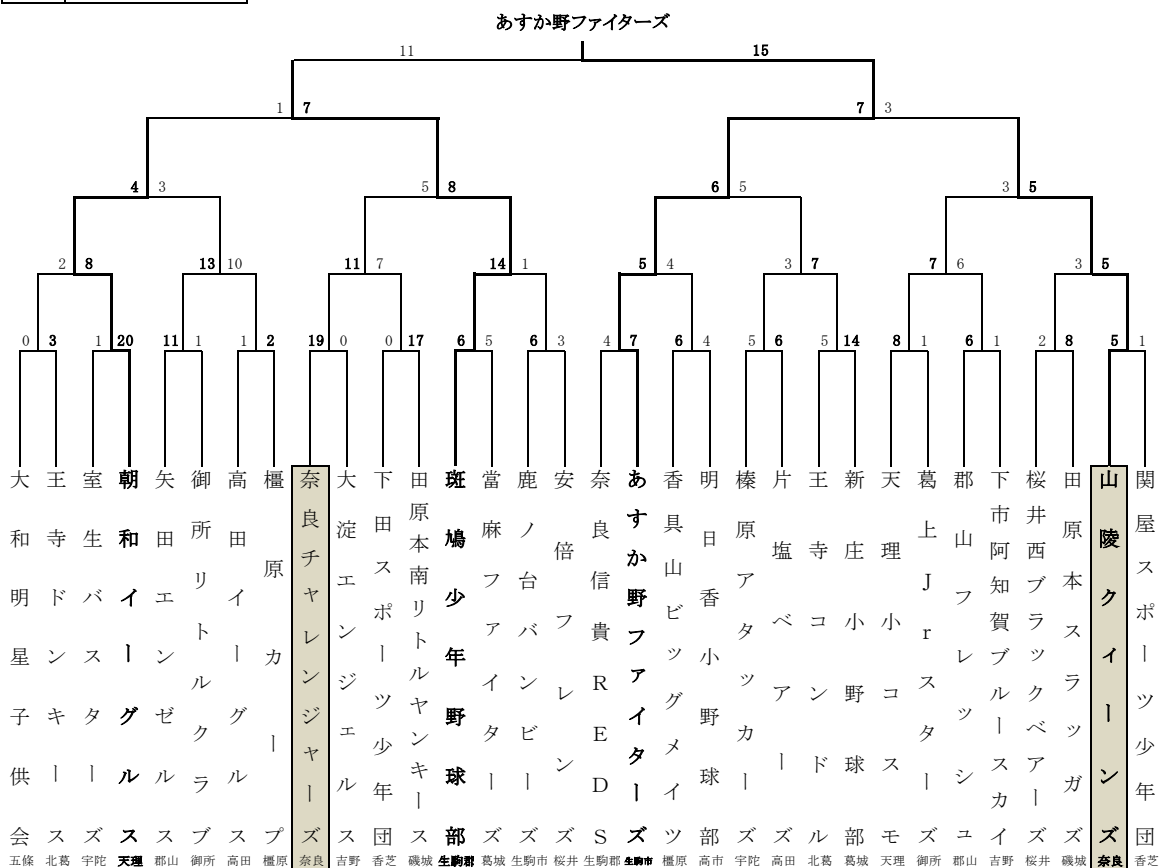 あすか野ファイターズ
11 15
1 7 7 3
4 3 5 8 6 5 3 5
2 8 13 10 11 7 14 1 5 4 3 7 7 6 3 5
0 3 1 20 11 1 1 2 19 0 0 17 6 5 6 3 4 7 6 4 5 6 5 14 8 1 6 1 2 8 5 1
大和明星子供会
王寺ドンキース
室生バスターズ
朝和イーグルス
矢田エンゼルス
御所リトルクラブ
高田イーグルス
橿原カープ
奈良チャレンジャーズ
大淀エンジェルス
下田スポーツ少年団
田原本南リトルヤンキース
斑鳩少年野球部
當麻ファイターズ
鹿ノ台バンビーズ
安倍フレンズ
奈良信貴REDS
あすか野ファイターズ
香具山ビッグメイツ
明日香小野球部
榛原アタッカーズ
片塩ベアーズ
王寺コンドル
新庄小野球部
天理小コスモ
葛上Jrスターズ
郡山フレッシュ
下市阿知賀ブルースカイ
桜井西ブラックベアーズ
田原本スラッガーズ
山陵クィーンズ
関屋スポーツ少年団
五條 北葛 宇陀 天理 郡山 御所 高田 橿原 奈良 吉野 香芝 磯城 生駒郡 葛城 生駒市 桜井 生駒郡 生駒市 橿原 高市 宇陀 高田 北葛 葛城 天理 御所 郡山 吉野 桜井 磯城 奈良 香芝